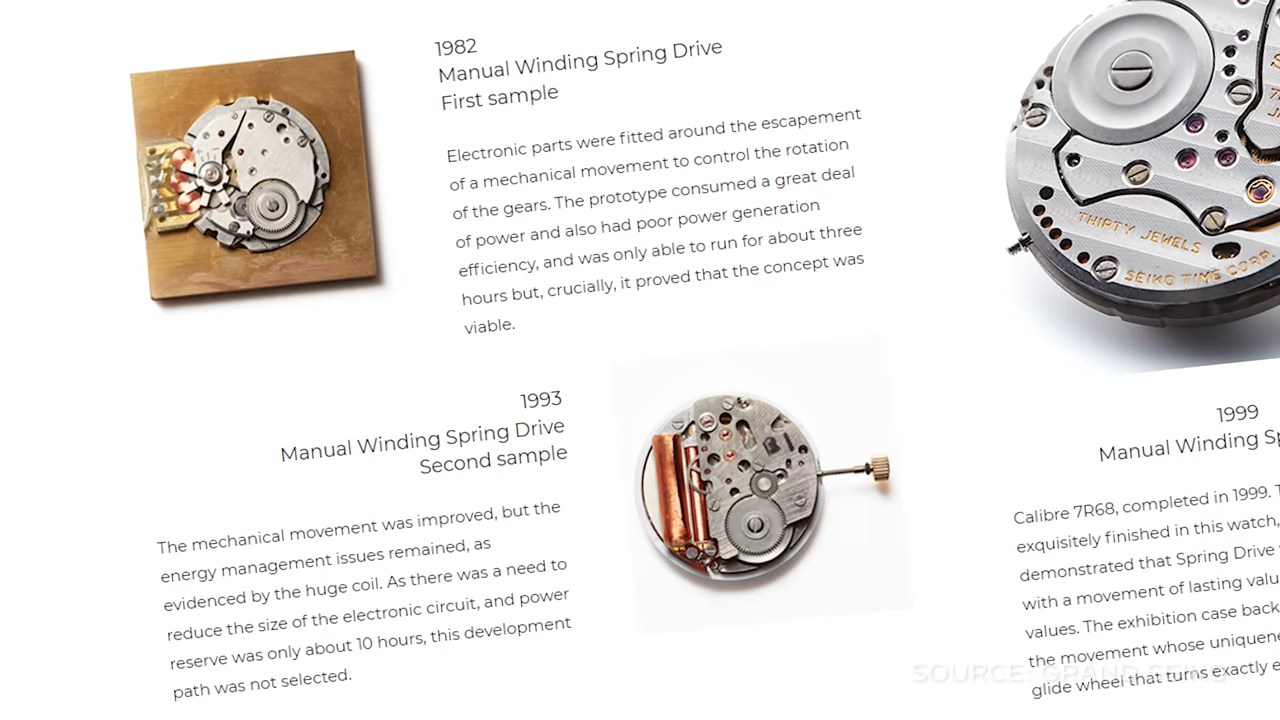 1982
Manual Winding Spring Drive
First sample
Electronic parts were fitted around the escapement
of a mechanical movement to control the rotation
of the gears. The prototype consumed a great deal
of power and also had poor power generation
efficiency, and was only able to run for about three
hours but, crucially, it proved that the concept was
viable.
1993
Manual Winding Spring Drive
Second sample
The mechanical movement was improved, but the
energy management issues remained, as
evidenced by the huge coil. As there was a need to
reduce the size of the electronic circuit, and power
reserve was only about 10 hours, this development
path was not selected.
THIRTY JEWELS
SEIKO TIME CORP.
1999
Manual Winding
Calibre 7R68, completed in 1999.
exquisitely finished in this watch,
demonstrated that Spring Drive
with a movement of lasting
values. The exhibition case back
the movement whose
glide wheel that turns exactly
SOURCE: GRAND SEIKO